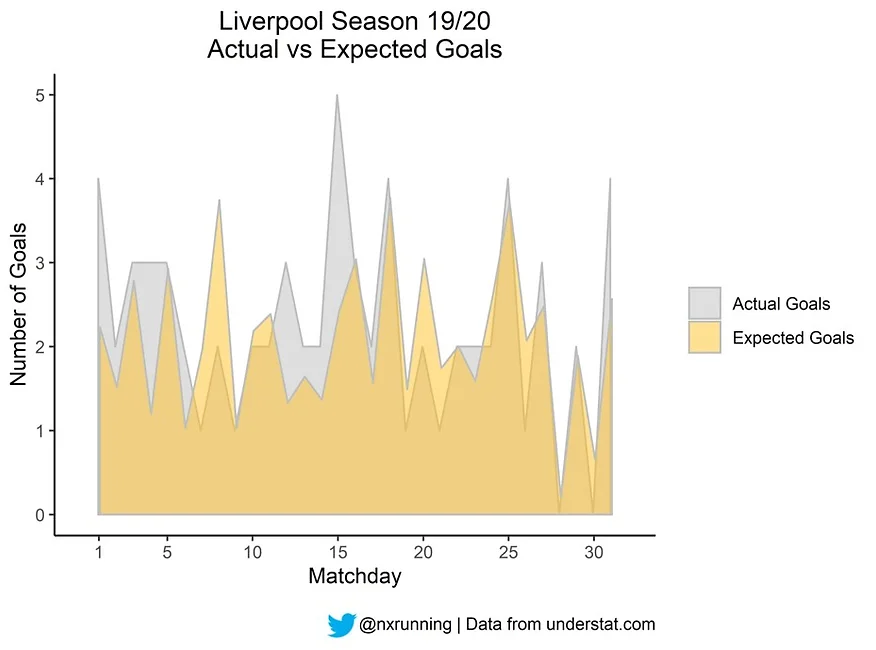 Liverpool Season 19/20
Actual vs Expected Goals
Number of Goals
5
4
3
2
1
0
1 5 10 15 20 25 30
Matchday
Actual Goals
Expected Goals
@nxrunning | Data from understat.com